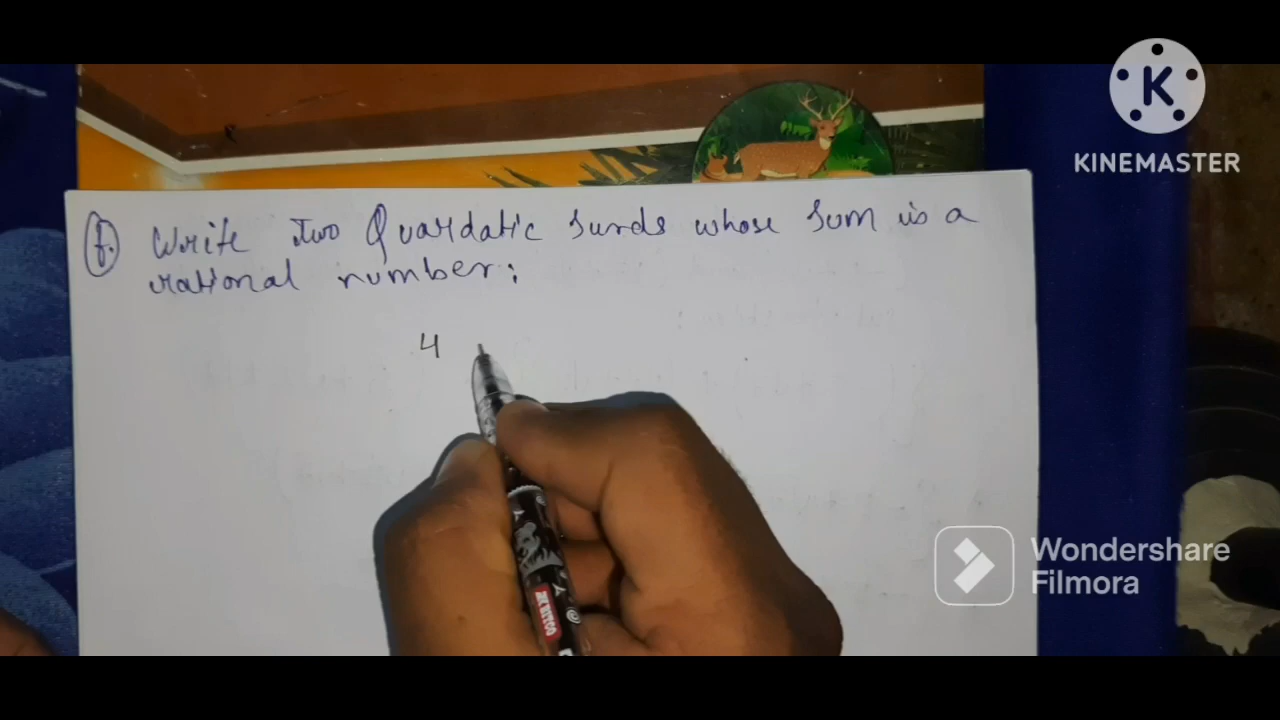 K
KINEMASTER
f. Write two Quardatic surds whose sum is a
rational number:
4
Wondershare
Filmora